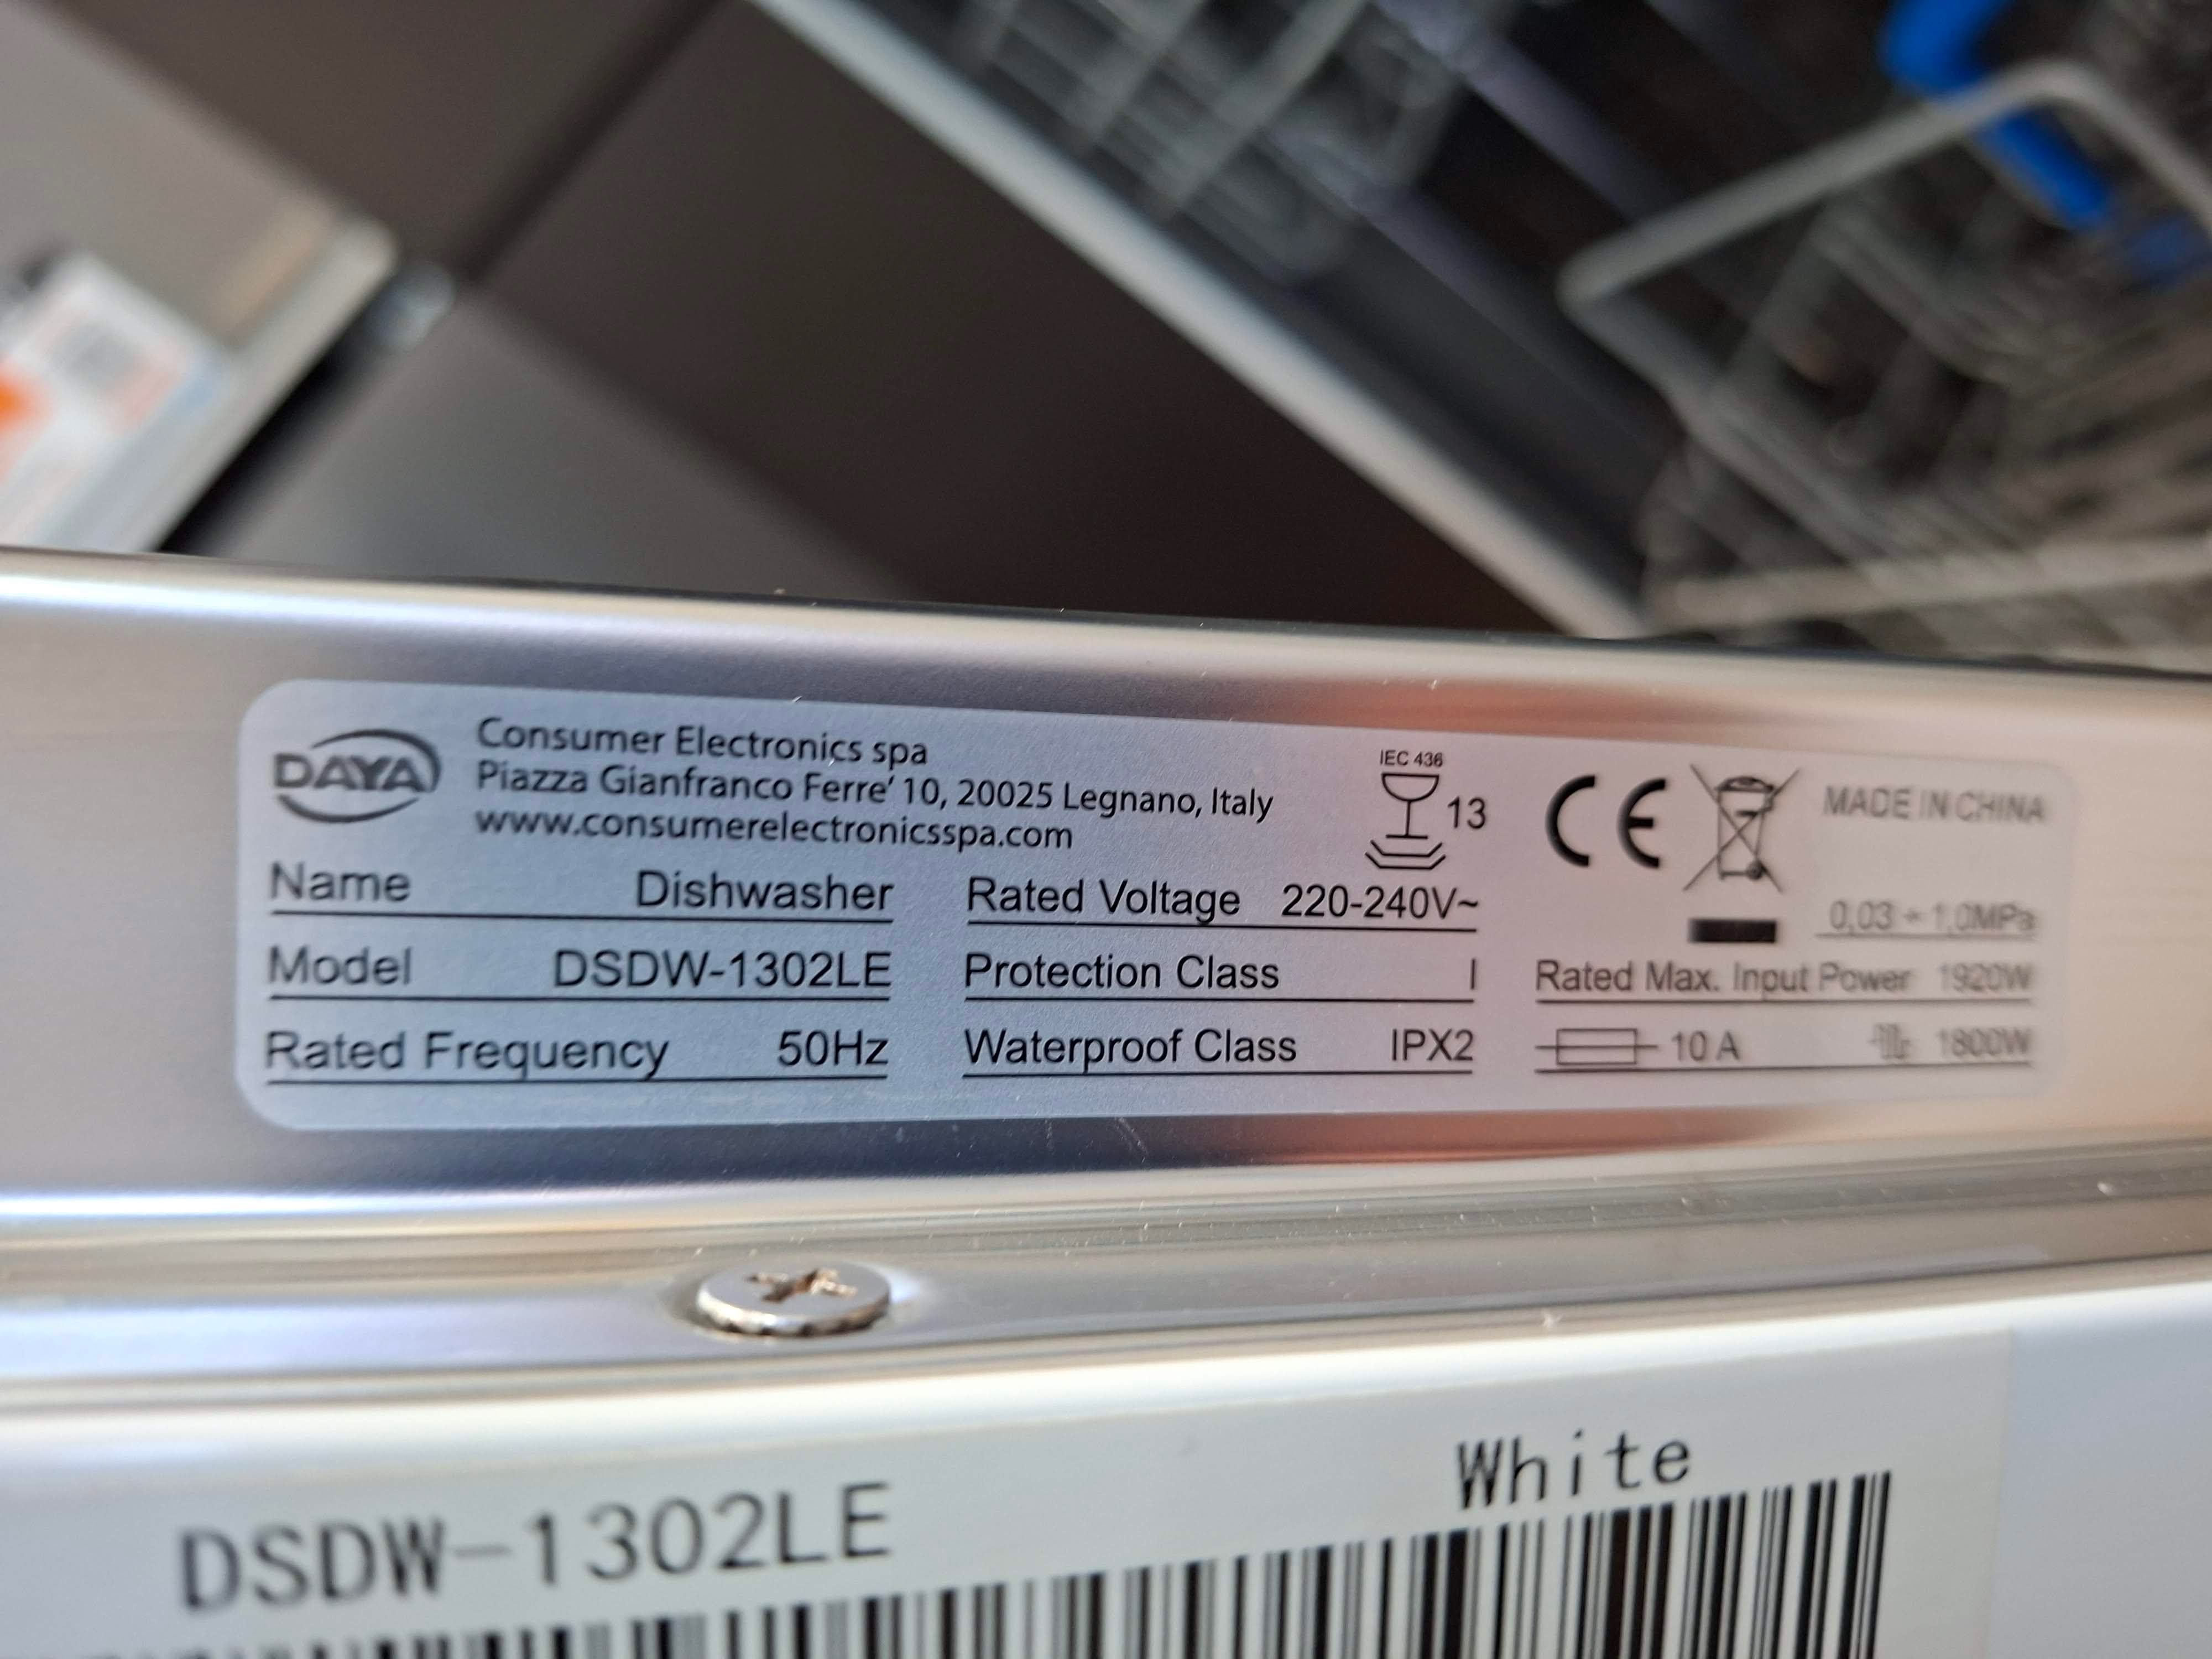 DAYA
Consumer Electronics spa
Piazza Gianfranco Ferre' 10, 20025 Legnano, Italy
www.consumerelectronicsspa.com
IEC 436
13
CE
MADE IN CHINA
Name Dishwasher
Rated Voltage 220-240V~
0,03 ÷ 1,0MPa
Model DSDW-1302LE
Protection Class I
Rated Max. Input Power 1920W
Rated Frequency 50Hz
Waterproof Class IPX2
10 A 1800W
White
DSDW-1302LE